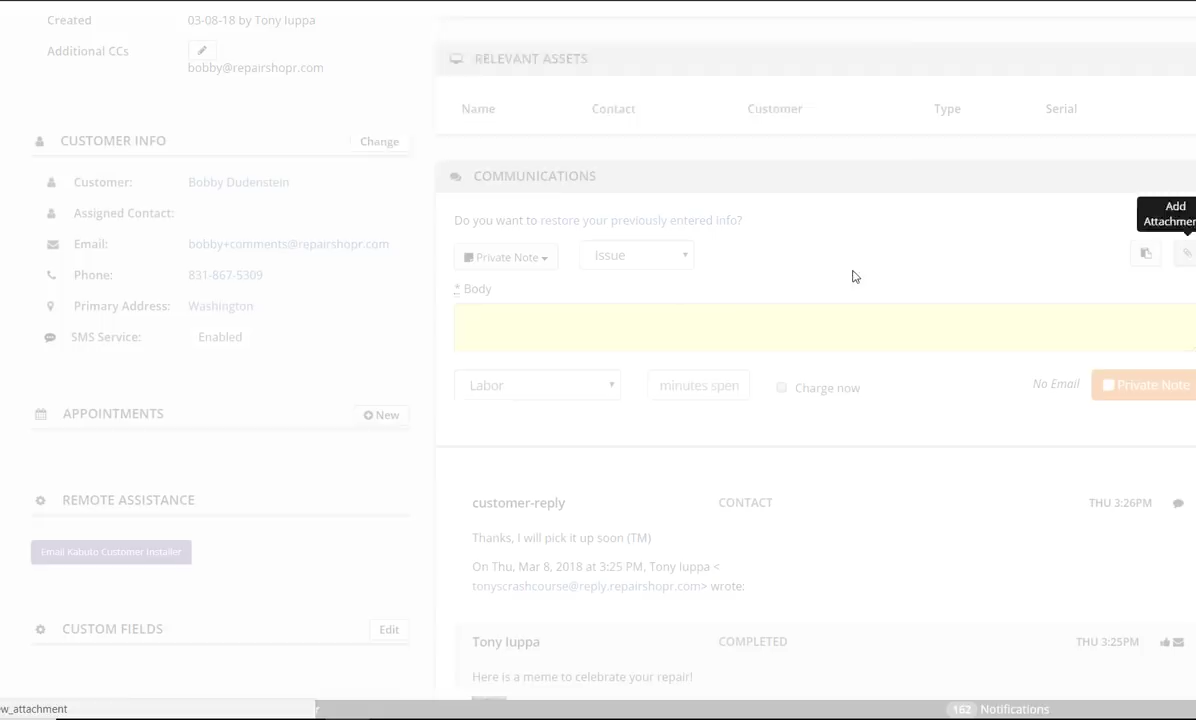 Created 03-08-18 by Tony Iuppa
Additional CCs
bobby@repairshopr.com
CUSTOMER INFO Change
Customer: Bobby Dudenstein
Assigned Contact:
Email: bobby+comments@repairshopr.com
Phone: 831-867-5309
Primary Address: Washington
SMS Service: Enabled
APPOINTMENTS New
REMOTE ASSISTANCE
Email Kabuto Customer Installer
CUSTOM FIELDS Edit
RELEVANT ASSETS
Name Contact Customer Type Serial
COMMUNICATIONS
Add
Attachmen
Do you want to restore your previously entered info?
Private Note Issue
* Body
Labor minutes spen Charge now No Email Private Note
customer-reply CONTACT THU 3:26PM
Thanks, I will pick it up soon (TM)
On Thu, Mar 8, 2018 at 3:25 PM, Tony Iuppa <
tonyscrashcourse@reply.repairshopr.com> wrote:
Tony Iuppa COMPLETED THU 3:25PM
Here is a meme to celebrate your repair!
ew_attachment
162 Notifications